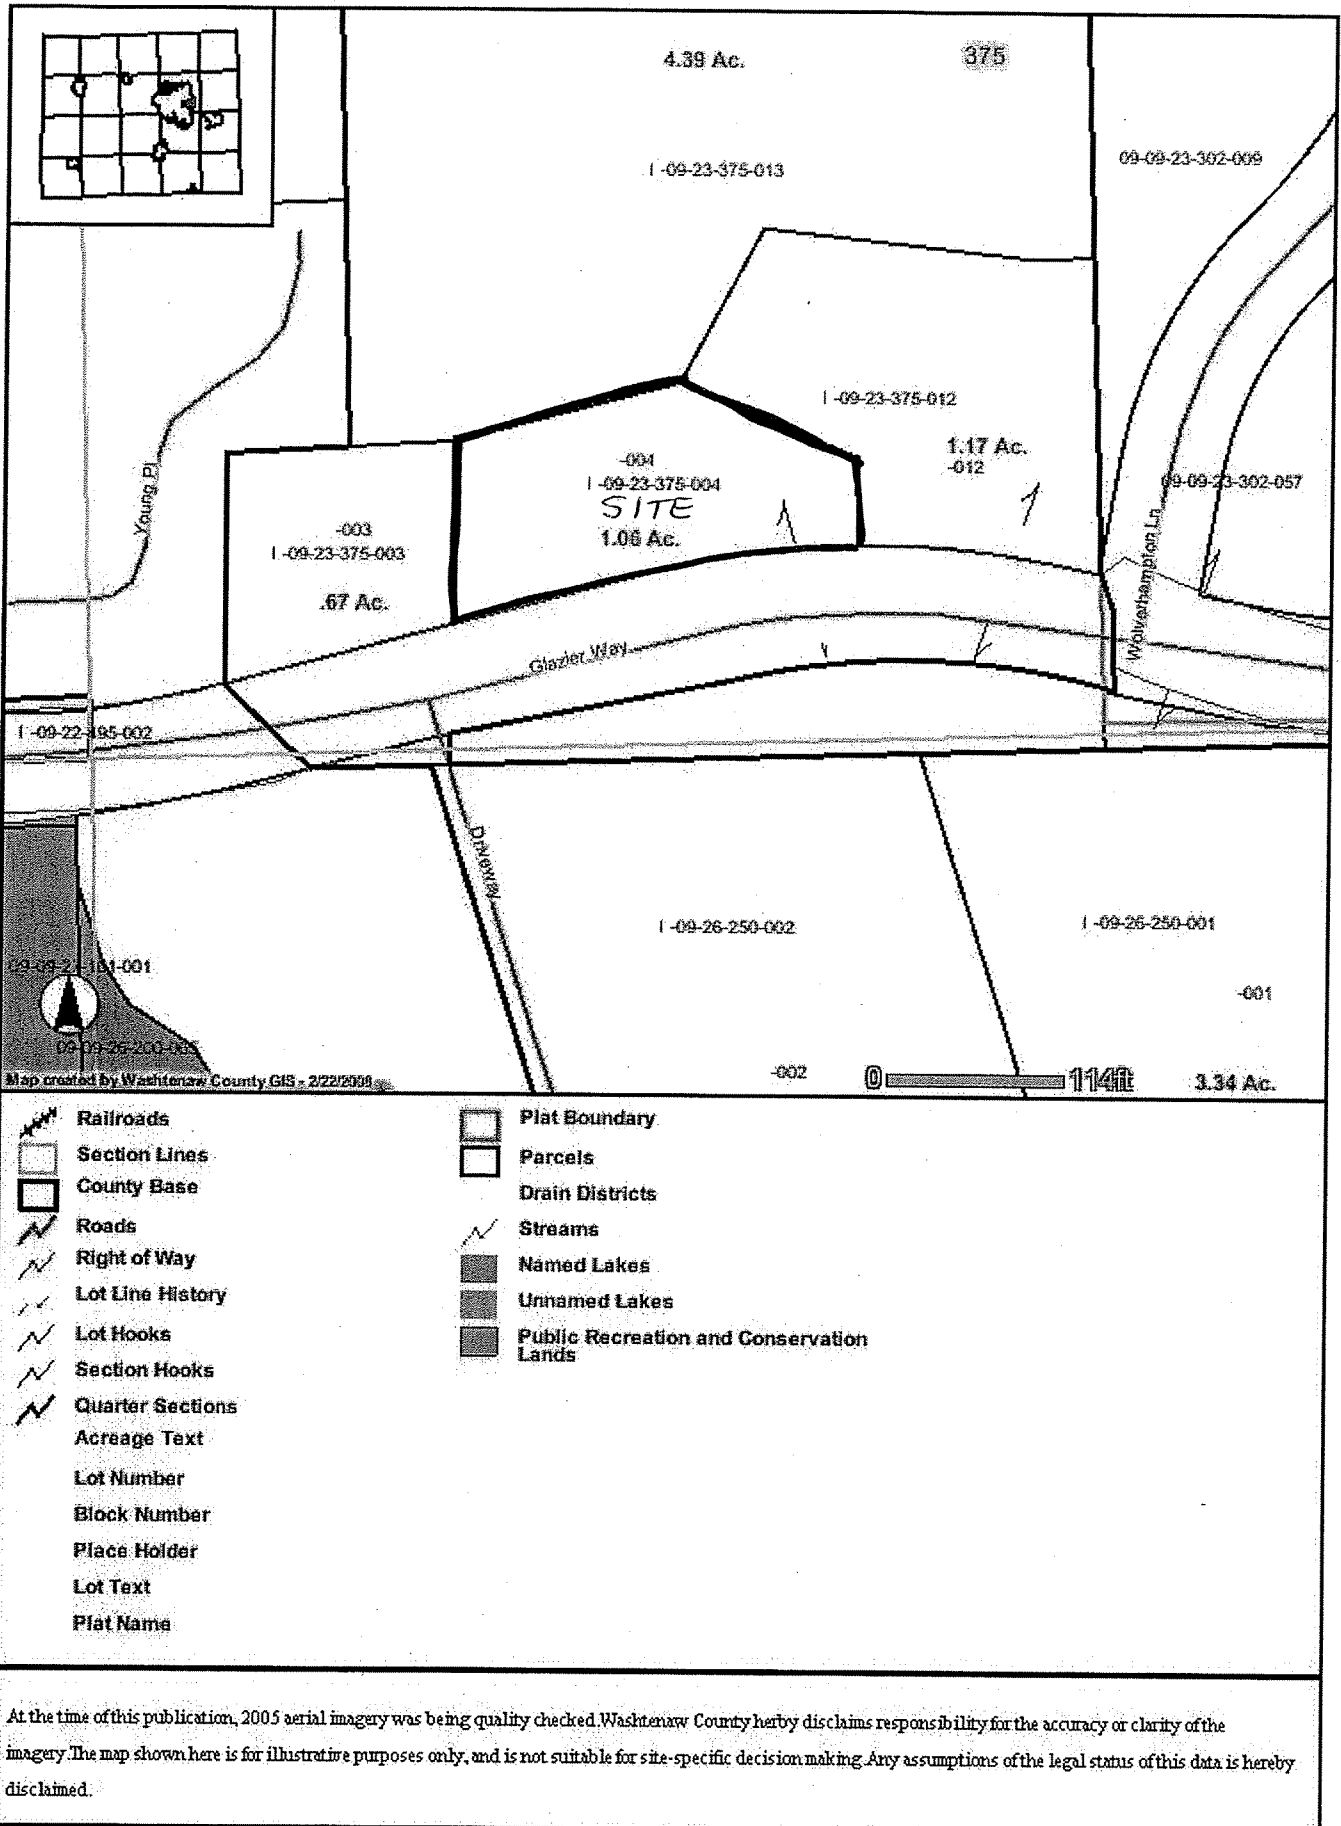 4.39 Ac.
375
I -09-23-375-013
09-09-23-302-009
I -09-23-375-012
1.17 Ac.
-012
09-09-23-302-057
Young Pl
-004
I -09-23-375-004
SITE
1.06 Ac.
-003
I -09-23-375-003
.67 Ac.
Wolverhampton Ln
Glazier Way
I -09-22-495-002
Driveway
I -09-26-250-002
I -09-26-250-001
-001
09-09-26-200-005
-002
0
114ft
3.34 Ac.
Map created by Washtenaw County GIS - 2/22/2008
Railroads
Section Lines
County Base
Roads
Right of Way
Lot Line History
Lot Hooks
Section Hooks
Quarter Sections
Acreage Text
Lot Number
Block Number
Place Holder
Lot Text
Plat Name
Plat Boundary
Parcels
Drain Districts
Streams
Named Lakes
Unnamed Lakes
Public Recreation and Conservation
Lands
At the time of this publication, 2005 aerial imagery was being quality checked. Washtenaw County herby disclaims responsibility for the accuracy or clarity of the
imagery. The map shown here is for illustrative purposes only, and is not suitable for site-specific decision making. Any assumptions of the legal status of this data is hereby
disclaimed.